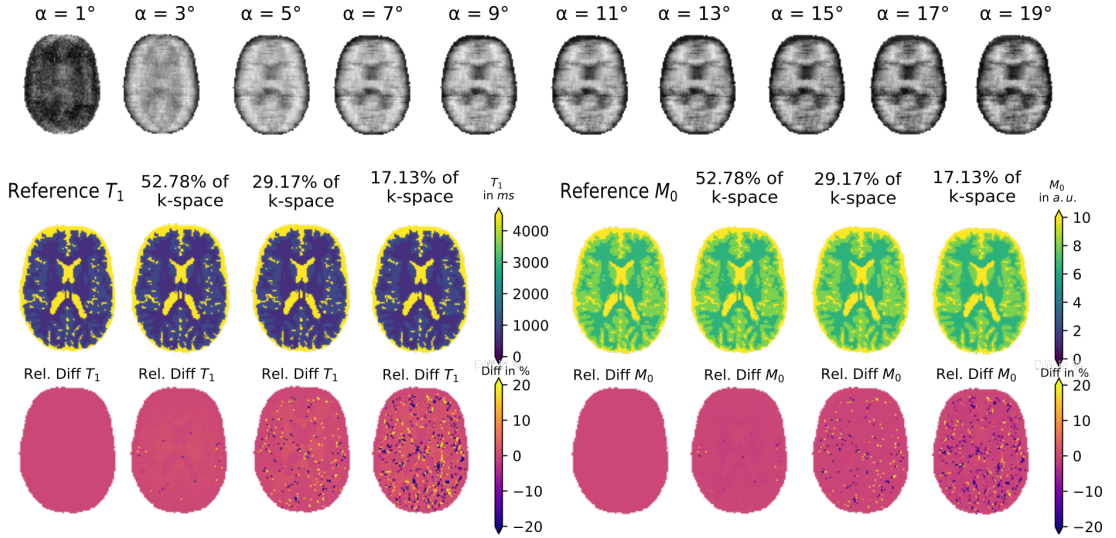 α = 1° α = 3° α = 5° α = 7° α = 9° α = 11° α = 13° α = 15° α = 17° α = 19°
Reference T₁
52.78% of
k-space
29.17% of
k-space
17.13% of
k-space
T₁
in ms
4000
3000
2000
1000
0
Reference M₀
52.78% of
k-space
29.17% of
k-space
17.13% of
k-space
M₀
in a.u.
10
8
6
4
2
0
Rel. Diff T₁ Rel. Diff T₁ Rel. Diff T₁ Rel. Diff T₁
Diff in %
20
10
0
−10
−20
Rel. Diff M₀ Rel. Diff M₀ Rel. Diff M₀ Rel. Diff M₀
Diff in %
20
10
0
−10
−20